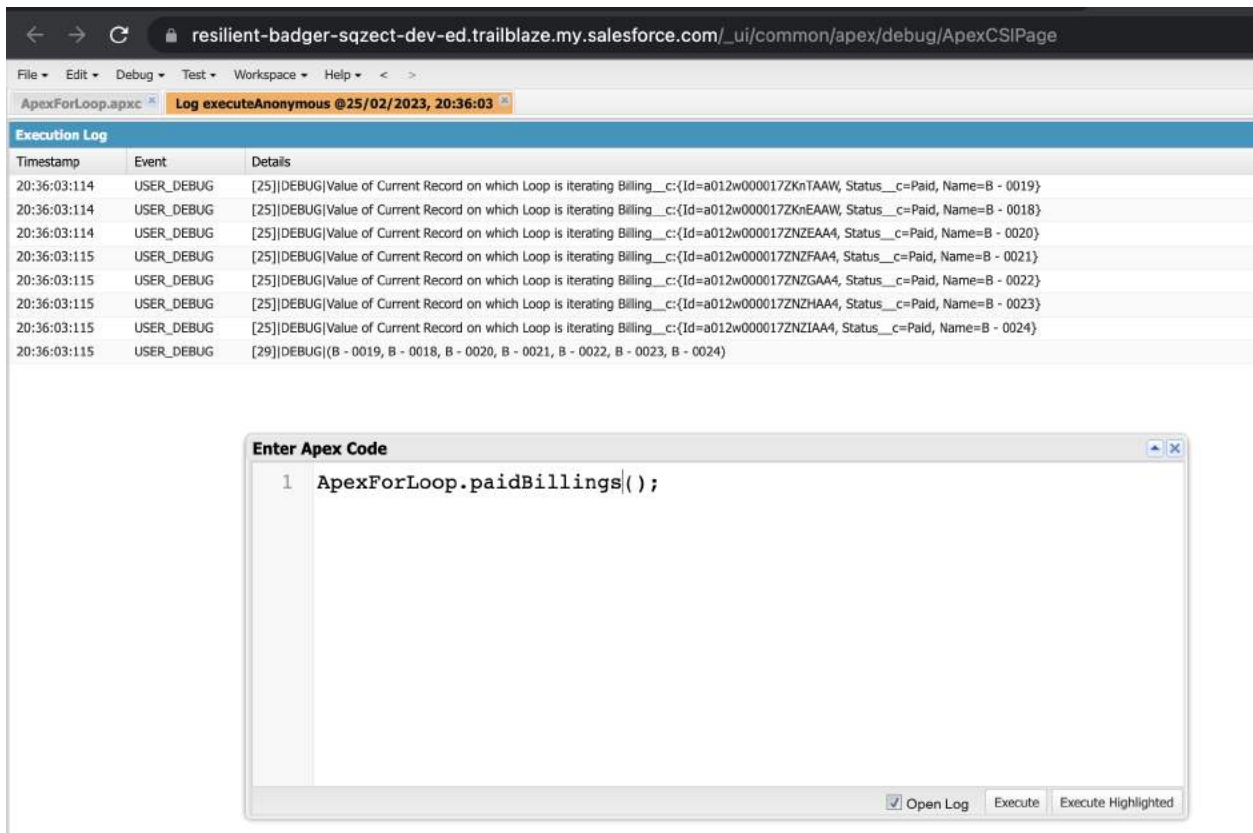 resilient-badger-sqzect-dev-ed.trailblaze.my.salesforce.com/_ui/common/apex/debug/ApexCSIPage
File Edit Debug Test Workspace Help < >
ApexForLoop.apxc Log executeAnonymous @25/02/2023, 20:36:03
Execution Log
Timestamp Event Details
20:36:03:114 USER_DEBUG [25]|DEBUG|Value of Current Record on which Loop is iterating Billing__c:{Id=a012w000017ZKnTAAW, Status__c=Paid, Name=B - 0019}
20:36:03:114 USER_DEBUG [25]|DEBUG|Value of Current Record on which Loop is iterating Billing__c:{Id=a012w000017ZKnEAAW, Status__c=Paid, Name=B - 0018}
20:36:03:114 USER_DEBUG [25]|DEBUG|Value of Current Record on which Loop is iterating Billing__c:{Id=a012w000017ZNZEAA4, Status__c=Paid, Name=B - 0020}
20:36:03:115 USER_DEBUG [25]|DEBUG|Value of Current Record on which Loop is iterating Billing__c:{Id=a012w000017ZNZFAA4, Status__c=Paid, Name=B - 0021}
20:36:03:115 USER_DEBUG [25]|DEBUG|Value of Current Record on which Loop is iterating Billing__c:{Id=a012w000017ZNZGAA4, Status__c=Paid, Name=B - 0022}
20:36:03:115 USER_DEBUG [25]|DEBUG|Value of Current Record on which Loop is iterating Billing__c:{Id=a012w000017ZNZHAA4, Status__c=Paid, Name=B - 0023}
20:36:03:115 USER_DEBUG [25]|DEBUG|Value of Current Record on which Loop is iterating Billing__c:{Id=a012w000017ZNZIAA4, Status__c=Paid, Name=B - 0024}
20:36:03:115 USER_DEBUG [29]|DEBUG|(B - 0019, B - 0018, B - 0020, B - 0021, B - 0022, B - 0023, B - 0024)
Enter Apex Code
1 ApexForLoop.paidBillings();
Open Log Execute Execute Highlighted